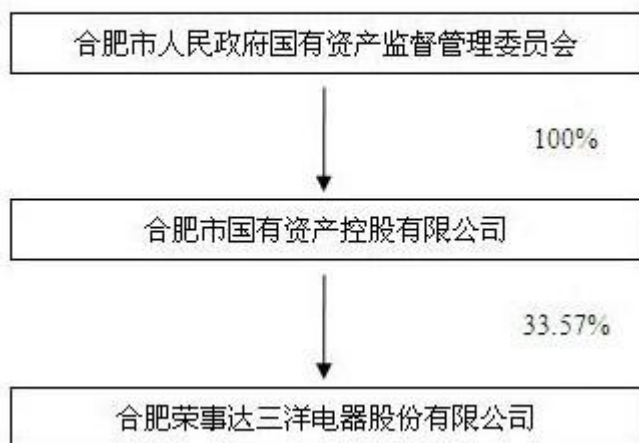 合肥市人民政府国有资产监督管理委员会
100%
合肥市国有资产控股有限公司
33.57%
合肥荣事达三洋电器股份有限公司